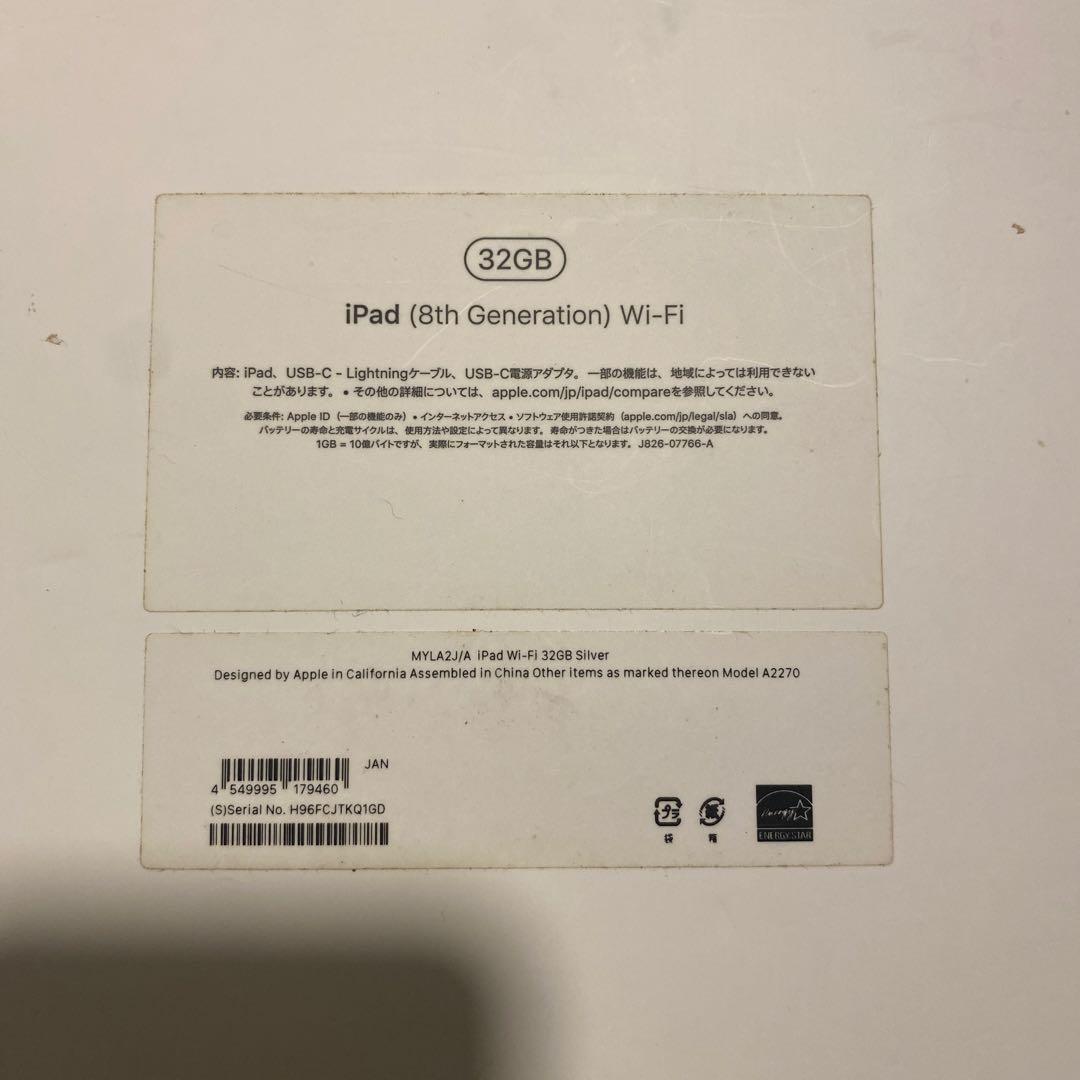 32GB
iPad (8th Generation) Wi-Fi
内容: iPad、USB-C - Lightningケーブル、USB-C電源アダプタ。一部の機能は、地域によっては利用できない
ことがあります。• その他の詳細については、apple.com/jp/ipad/compareを参照してください。
必要条件: Apple ID（一部の機能のみ）• インターネットアクセス • ソフトウェア使用許諾契約（apple.com/jp/legal/sla）への同意。
バッテリーの寿命と充電サイクルは、使用方法や設定によって異なります。寿命がつきた場合はバッテリーの交換が必要になります。
1GB = 10億バイトですが、実際にフォーマットされた容量はそれ以下となります。J826-07766-A
MYLA2J/A iPad Wi-Fi 32GB Silver
Designed by Apple in California Assembled in China Other items as marked thereon Model A2270
JAN
4 549995 179460
(S)Serial No. H96FCJTKQ1GD
プラ
紙
袋
箱
energy
ENERGY STAR